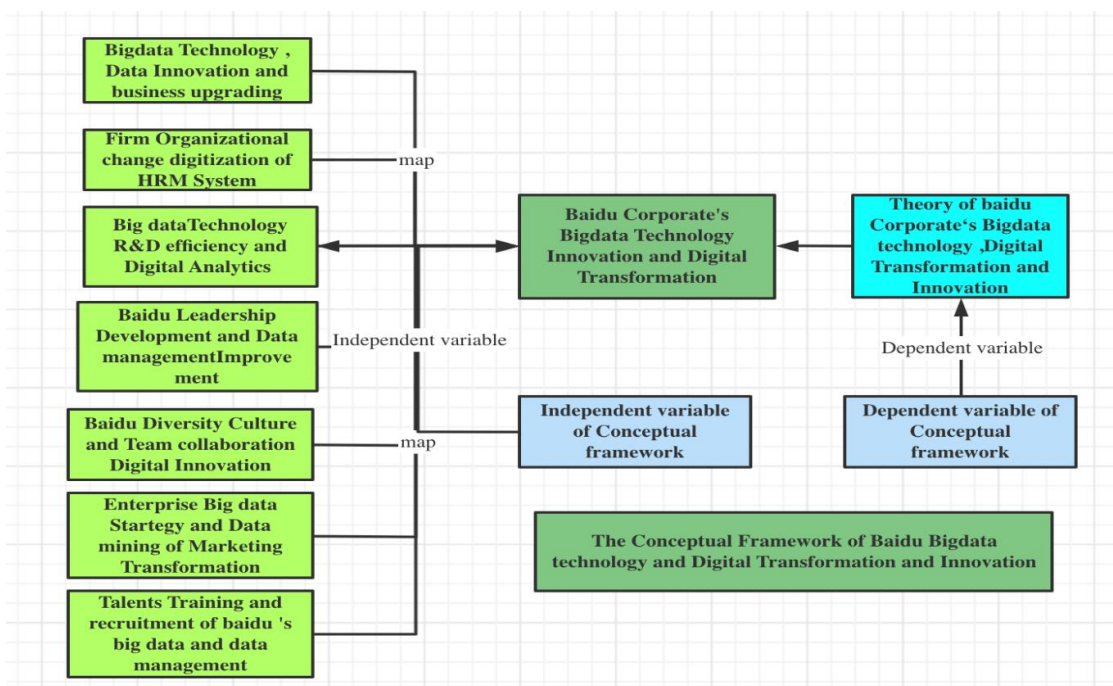 Bigdata Technology ,
Data Innovation and
business upgrading
Firm Organizational
change digitization of
HRM System
map
Big dataTechnology
R&D efficiency and
Digital Analytics
Baidu Corporate's
Bigdata Technology
Innovation and Digital
Transformation
Theory of baidu
Corporate‘s Bigdata
technology ,Digital
Transformation and
Innovation
Baidu Leadership
Development and Data
managementImprove
ment
Independent variable
Dependent variable
Baidu Diversity Culture
and Team collaboration
Digital Innovation
map
Independent variable
of Conceptual
framework
Dependent variable of
Conceptual
framework
Enterprise Big data
Startegy and Data
mining of Marketing
Transformation
The Conceptual Framework of Baidu Bigdata
technology and Digital Transformation and Innovation
Talents Training and
recruitment of baidu 's
big data and data
management